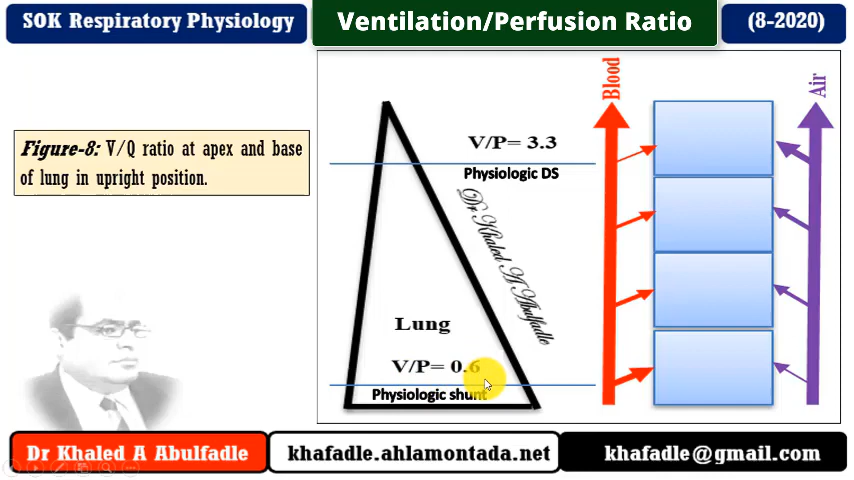 SOK Respiratory Physiology
Ventilation/Perfusion Ratio
(8-2020)
Figure-8: V/Q ratio at apex and base
of lung in upright position.
V/P= 3.3
Physiologic DS
Dr Khaled A Abulfadle
Lung
V/P= 0.6
Physiologic shunt
Blood
Air
Dr Khaled A Abulfadle
khafadle.ahlamontada.net
khafadle@gmail.com